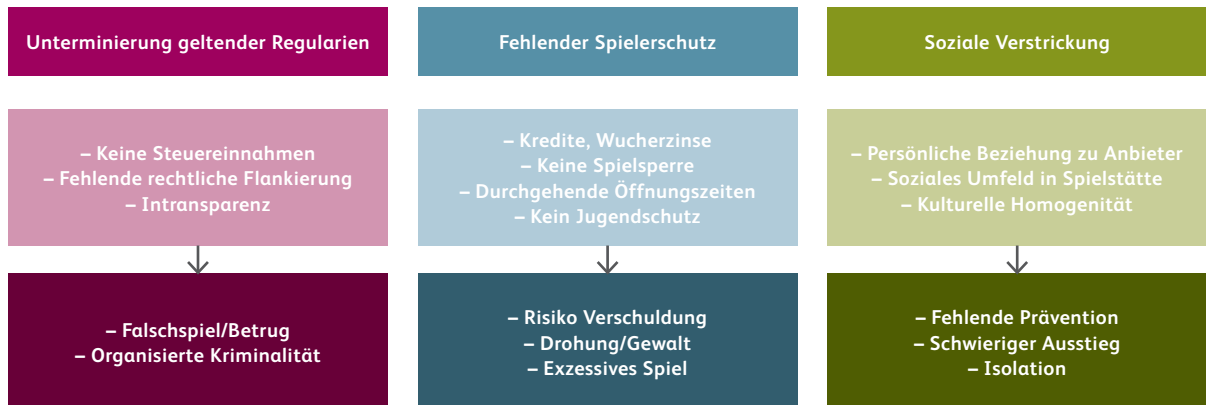 Unterminierung geltender Regularien
Fehlender Spielerschutz
Soziale Verstrickung
– Keine Steuereinnahmen
– Fehlende rechtliche Flankierung
– Intransparenz
– Kredite, Wucherzinse
– Keine Spielsperre
– Durchgehende Öffnungszeiten
– Kein Jugendschutz
– Persönliche Beziehung zu Anbieter
– Soziales Umfeld in Spielstätte
– Kulturelle Homogenität
– Falschspiel/Betrug
– Organisierte Kriminalität
– Risiko Verschuldung
– Drohung/Gewalt
– Exzessives Spiel
– Fehlende Prävention
– Schwieriger Ausstieg
– Isolation